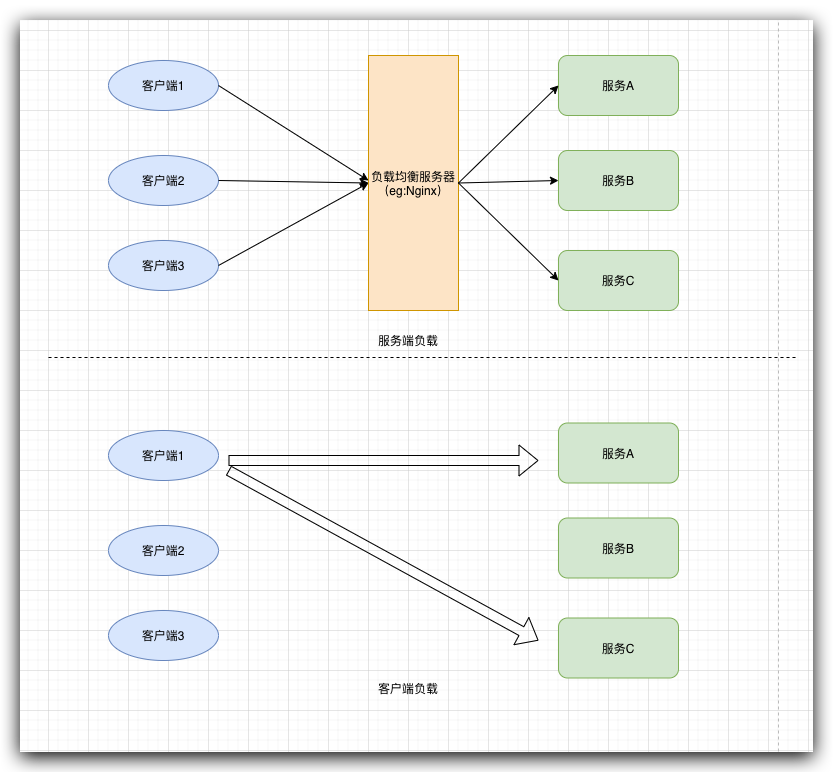 客户端1
服务A
负载均衡服务器
(eg:Nginx)
客户端2
服务B
客户端3
服务C
服务端负载
客户端1
服务A
客户端2
服务B
客户端3
服务C
客户端负载